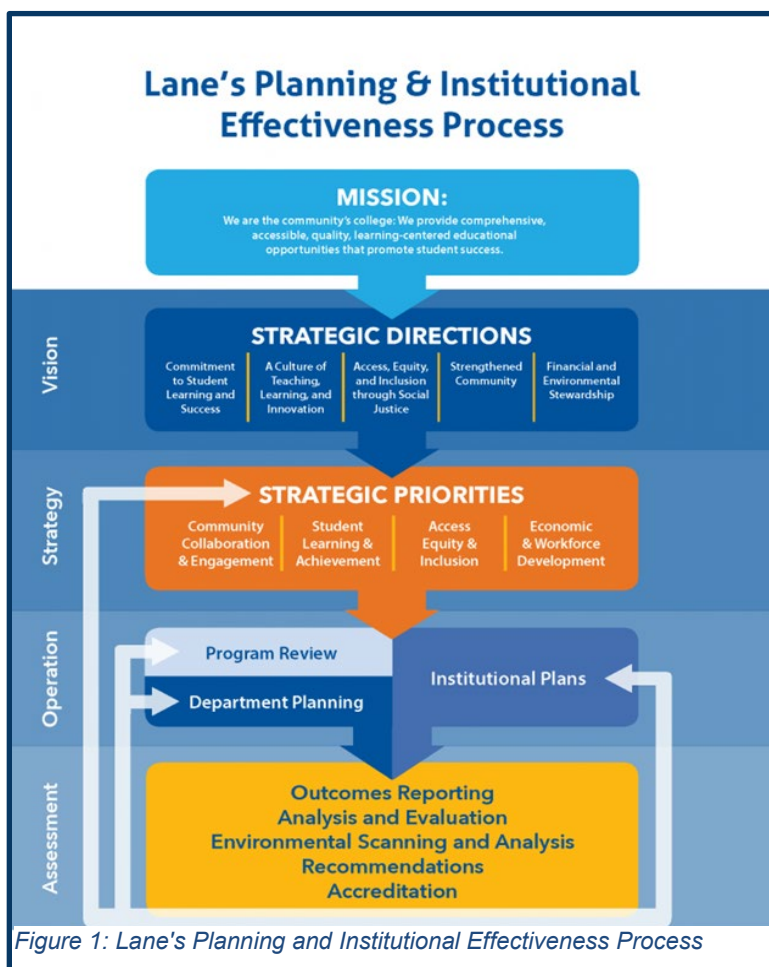 Lane's Planning & Institutional
Effectiveness Process
MISSION:
We are the community's college: We provide comprehensive,
accessible, quality, learning-centered educational
opportunities that promote student success.
Vision
STRATEGIC DIRECTIONS
Commitment
to Student
Learning and
Success
A Culture of
Teaching,
Learning, and
Innovation
Access, Equity,
and Inclusion
through Social
Justice
Strengthened
Community
Financial and
Environmental
Stewardship
Strategy
STRATEGIC PRIORITIES
Community
Collaboration
& Engagement
Student
Learning &
Achievement
Access
Equity &
Inclusion
Economic
& Workforce
Development
Operation
Program Review
Department Planning
Institutional Plans
Assessment
Outcomes Reporting
Analysis and Evaluation
Environmental Scanning and Analysis
Recommendations
Accreditation
Figure 1: Lane's Planning and Institutional Effectiveness Process